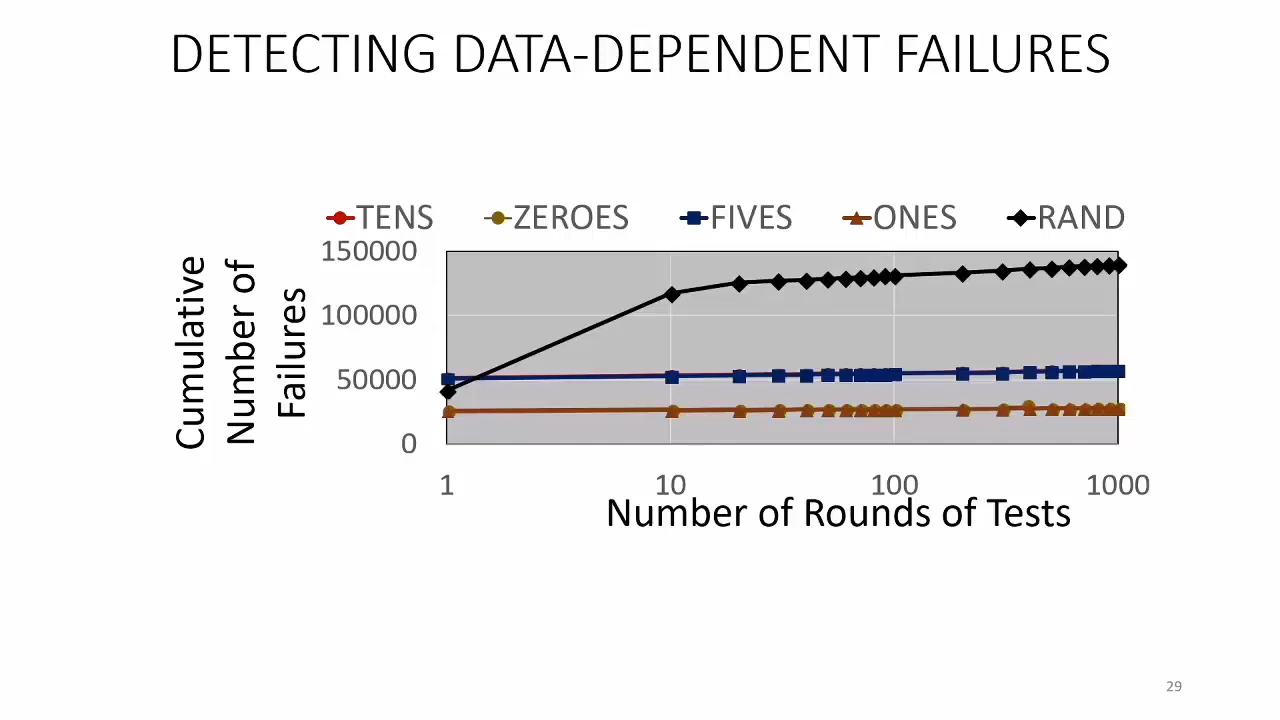 DETECTING DATA-DEPENDENT FAILURES
TENS ZEROES FIVES ONES RAND
Cumulative
Number of
Failures
150000
100000
50000
0
1 10 100 1000
Number of Rounds of Tests
29